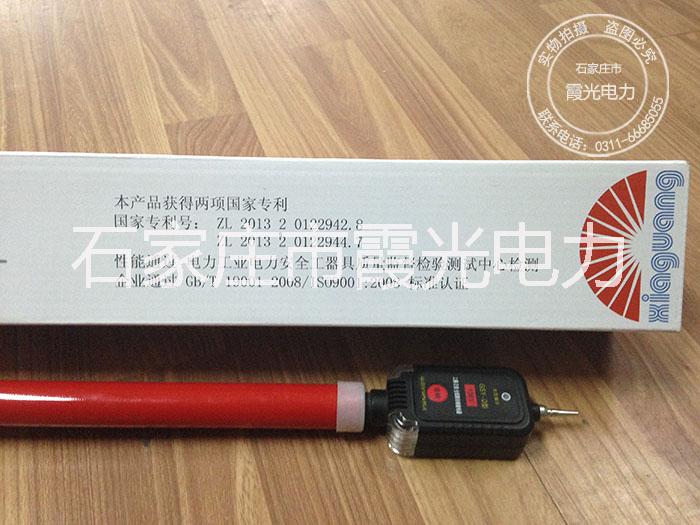 实物拍摄 盗图必究
石家庄市
霞光电力
联系电话：0311-66685055
本产品获得两项国家专利
国家专利号： ZL 2013 2 0122942.8
ZL 2013 2 0122944.7
性能通过 电力工业电力安全工器具质量监督检验测试中心检测
企业通过 GB/T 19001-2008/ISO9001:2008 标准认证
xiaguang
石家庄市霞光电力